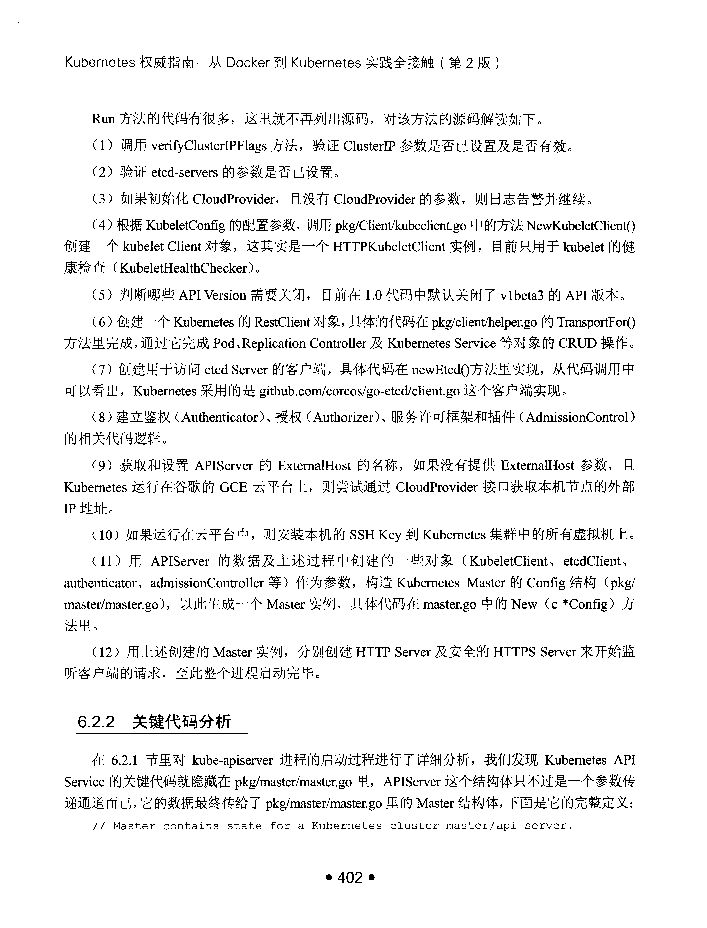 Kubernetes 权威指南：从 Docker 到 Kubernetes 实践全接触（第 2 版）
Run 方法的代码有很多，这里就不再列出源码，对该方法的源码解读如下。
（1）调用 verifyClusterIPFlags 方法，验证 ClusterIP 参数是否已设置及是否有效。
（2）验证 etcd-servers 的参数是否已设置。
（3）如果初始化 CloudProvider，且没有 CloudProvider 的参数，则日志告警并继续。
（4）根据 KubeletConfig 的配置参数，调用 pkg/Client/kubeclient.go 中的方法 NewKubeletClient()
创建一个 kubelet Client 对象，这其实是一个 HTTPKubeletClient 实例，目前只用于 kubelet 的健
康检查（KubeletHealthChecker）。
（5）判断哪些 API Version 需要关闭，目前在 1.0 代码中默认关闭了 v1beta3 的 API 版本。
（6）创建一个 Kubernetes 的 RestClient 对象，具体的代码在 pkg/client/helper.go 的 TransportFor()
方法里完成，通过它完成 Pod、Replication Controller 及 Kubernetes Service 等对象的 CRUD 操作。
（7）创建用于访问 etcd Server 的客户端，具体代码在 newEtcd()方法里实现，从代码调用中
可以看出，Kubernetes 采用的是 github.com/coreos/go-etcd/client.go 这个客户端实现。
（8）建立鉴权（Authenticator）、授权（Authorizer）、服务许可框架和插件（AdmissionControl）
的相关代码逻辑。
（9）获取和设置 APIServer 的 ExternalHost 的名称，如果没有提供 ExternalHost 参数，且
Kubernetes 运行在谷歌的 GCE 云平台上，则尝试通过 CloudProvider 接口获取本机节点的外部
IP 地址。
（10）如果运行在云平台中，则安装本机的 SSH Key 到 Kubernetes 集群中的所有虚拟机上。
（11）用 APIServer 的数据及上述过程中创建的一些对象（KubeletClient、etcdClient、
authenticator、admissionController 等）作为参数，构造 Kubernetes Master 的 Config 结构（pkg/
master/master.go），以此生成一个 Master 实例，具体代码在 master.go 中的 New（c *Config）方
法里。
（12）用上述创建的 Master 实例，分别创建 HTTP Server 及安全的 HTTPS Server 来开始监
听客户端的请求，至此整个进程启动完毕。
6.2.2 关键代码分析
在 6.2.1 节里对 kube-apiserver 进程的启动过程进行了详细分析，我们发现 Kubernetes API
Service 的关键代码就隐藏在 pkg/master/master.go 里，APIServer 这个结构体只不过是一个参数传
递通道而已，它的数据最终传给了 pkg/master/master.go 里的 Master 结构体，下面是它的完整定义：
// Master contains state for a Kubernetes cluster master/api server.
• 402 •